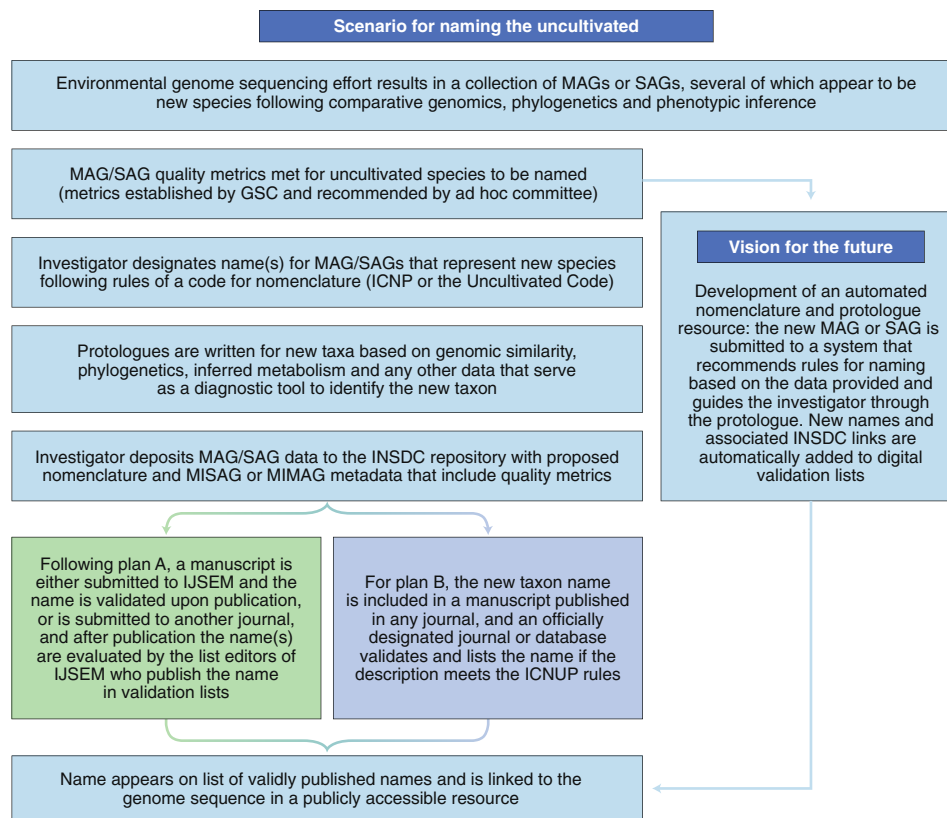 Scenario for naming the uncultivated
Environmental genome sequencing effort results in a collection of MAGs or SAGs, several of which appear to be
new species following comparative genomics, phylogenetics and phenotypic inference
MAG/SAG quality metrics met for uncultivated species to be named
(metrics established by GSC and recommended by ad hoc committee)
Investigator designates name(s) for MAG/SAGs that represent new species
following rules of a code for nomenclature (ICNP or the Uncultivated Code)
Protologues are written for new taxa based on genomic similarity,
phylogenetics, inferred metabolism and any other data that serve
as a diagnostic tool to identify the new taxon
Investigator deposits MAG/SAG data to the INSDC repository with proposed
nomenclature and MISAG or MIMAG metadata that include quality metrics
Vision for the future
Development of an automated
nomenclature and protologue
resource: the new MAG or SAG is
submitted to a system that
recommends rules for naming
based on the data provided and
guides the investigator through
the protologue. New names and
associated INSDC links are
automatically added to digital
validation lists
Following plan A, a manuscript is
either submitted to IJSEM and the
name is validated upon publication,
or is submitted to another journal,
and after publication the name(s)
are evaluated by the list editors of
IJSEM who publish the name
in validation lists
For plan B, the new taxon name
is included in a manuscript published
in any journal, and an officially
designated journal or database
validates and lists the name if the
description meets the ICNUP rules
Name appears on list of validly published names and is linked to the
genome sequence in a publicly accessible resource